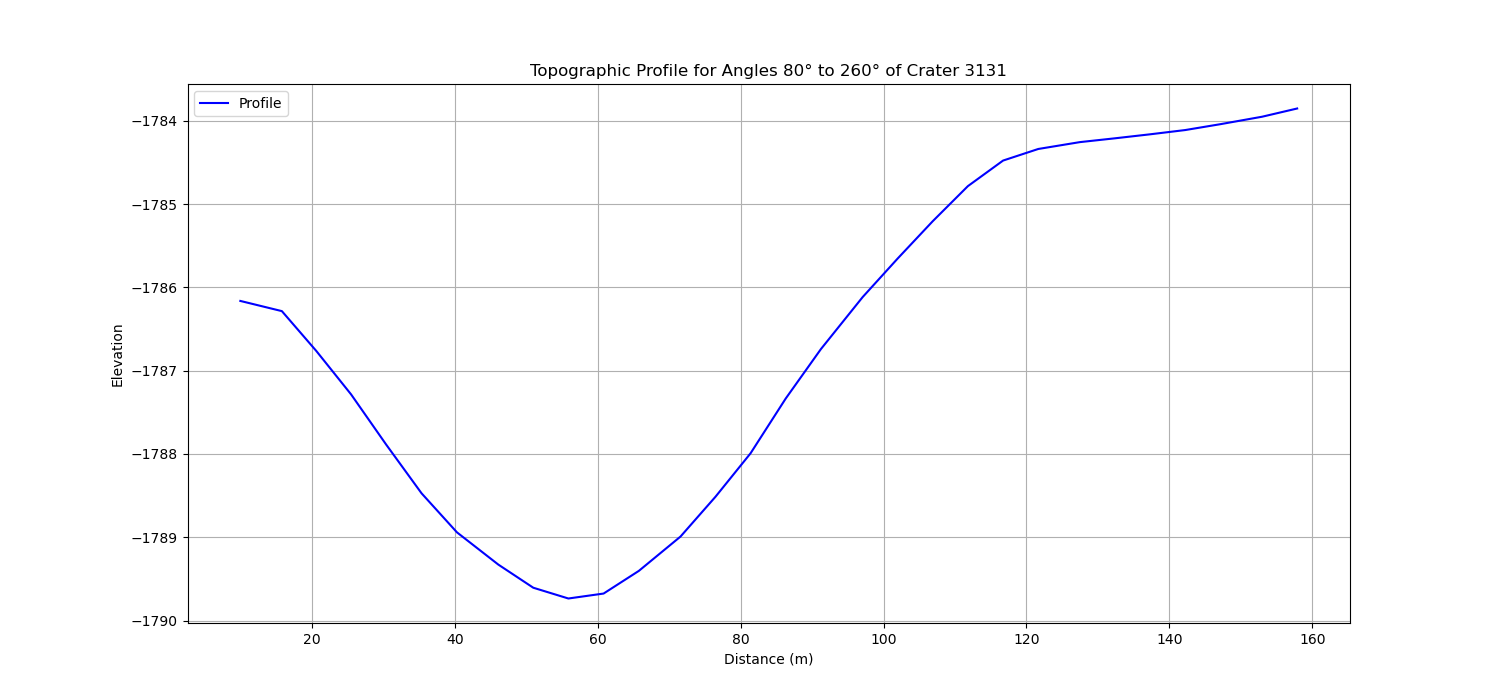 Topographic Profile for Angles 80° to 260° of Crater 3131
Profile
−1784
−1785
−1786
−1787
−1788
−1789
−1790
Elevation
20 40 60 80 100 120 140 160
Distance (m)